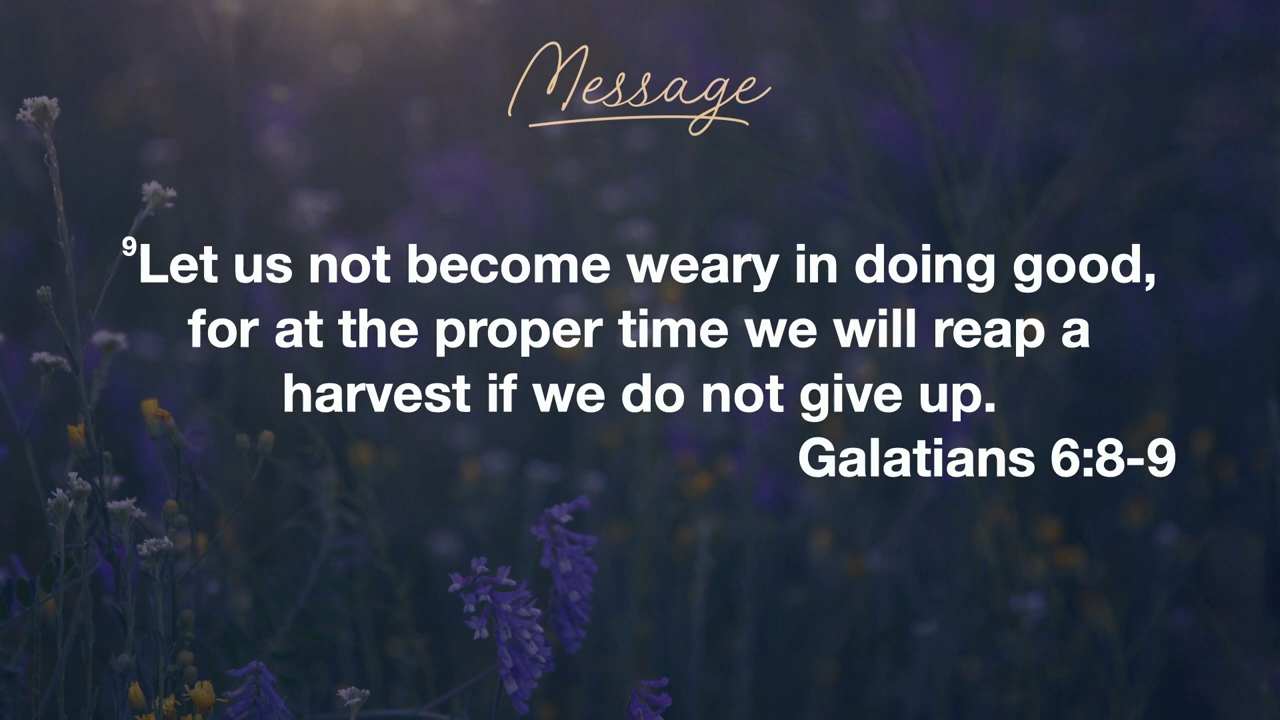 Message
⁹Let us not become weary in doing good,
for at the proper time we will reap a
harvest if we do not give up.
Galatians 6:8-9